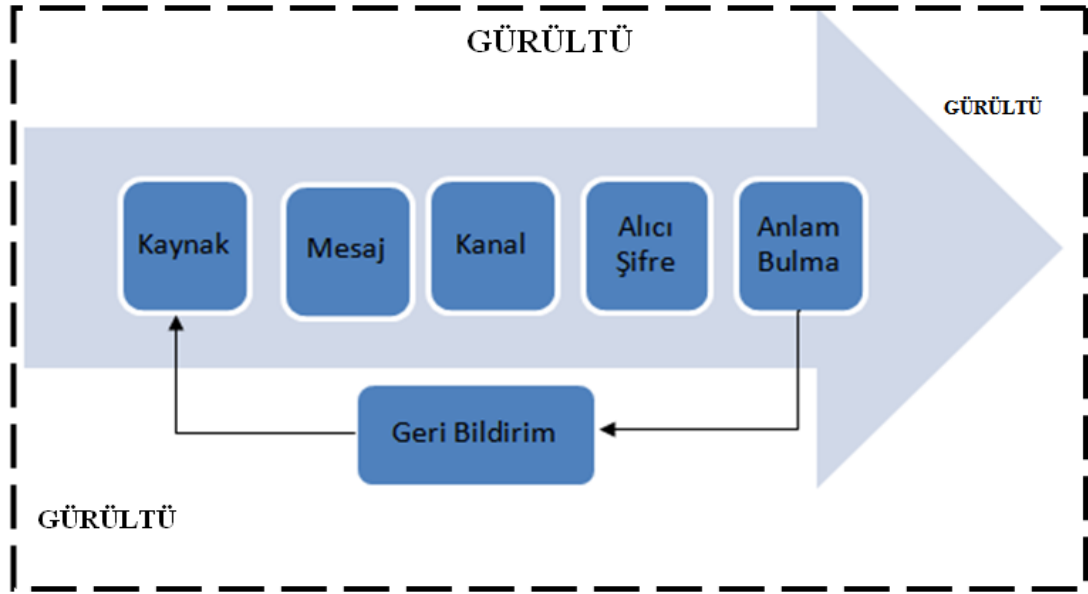 GÜRÜLTÜ
GÜRÜLTÜ
Kaynak
Mesaj
Kanal
Alıcı
Şifre
Anlam
Bulma
Geri Bildirim
GÜRÜLTÜ